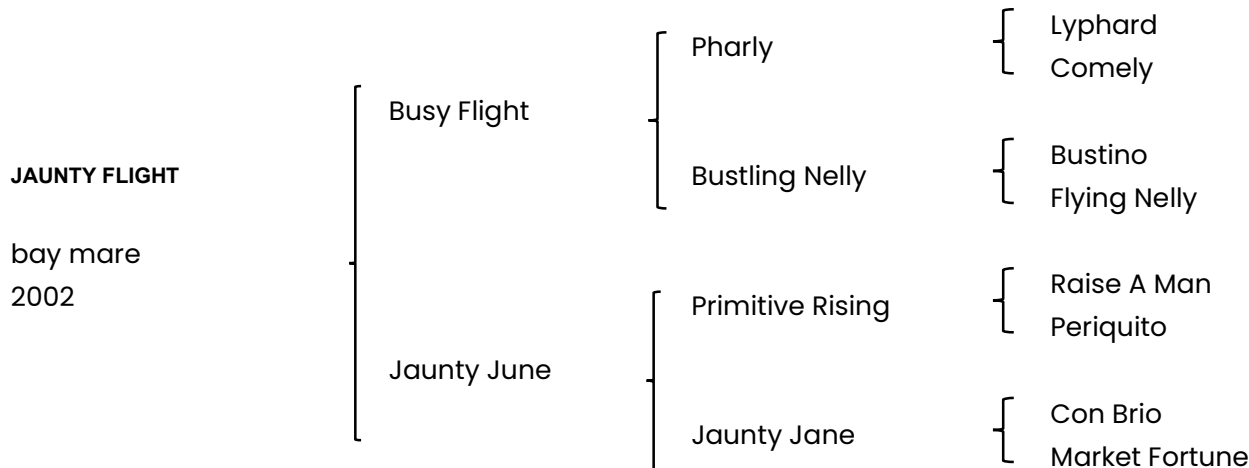 JAUNTY FLIGHT
bay mare
2002
Busy Flight
Jaunty June
Pharly
Bustling Nelly
Primitive Rising
Jaunty Jane
Lyphard
Comely
Bustino
Flying Nelly
Raise A Man
Periquito
Con Brio
Market Fortune